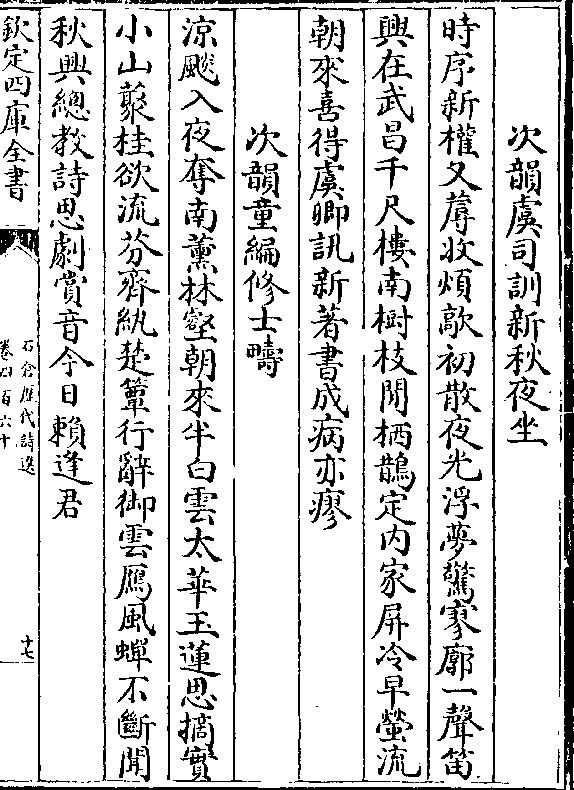 次韻虞司訓新秋夜坐
時序新權又蓐收煩歊初散夜光浮夢驚寥廓一聲笛
興在武昌千尺樓南樹枝閒栖鵲定内家屏冷早螢流
朝來喜得虞卿訊新著書成病亦瘳
次韻童編修士疇
涼飈入夜奪南薰林壑朝來半白雲太華玉蓮思摘實
小山叢桂欲流芬齊紈楚簟行辭御雲鴈風蟬不斷聞
秋興總教詩思劇賞音今日賴逢君
欽定四庫全書
石倉歷代詩選
卷四百六十
十七